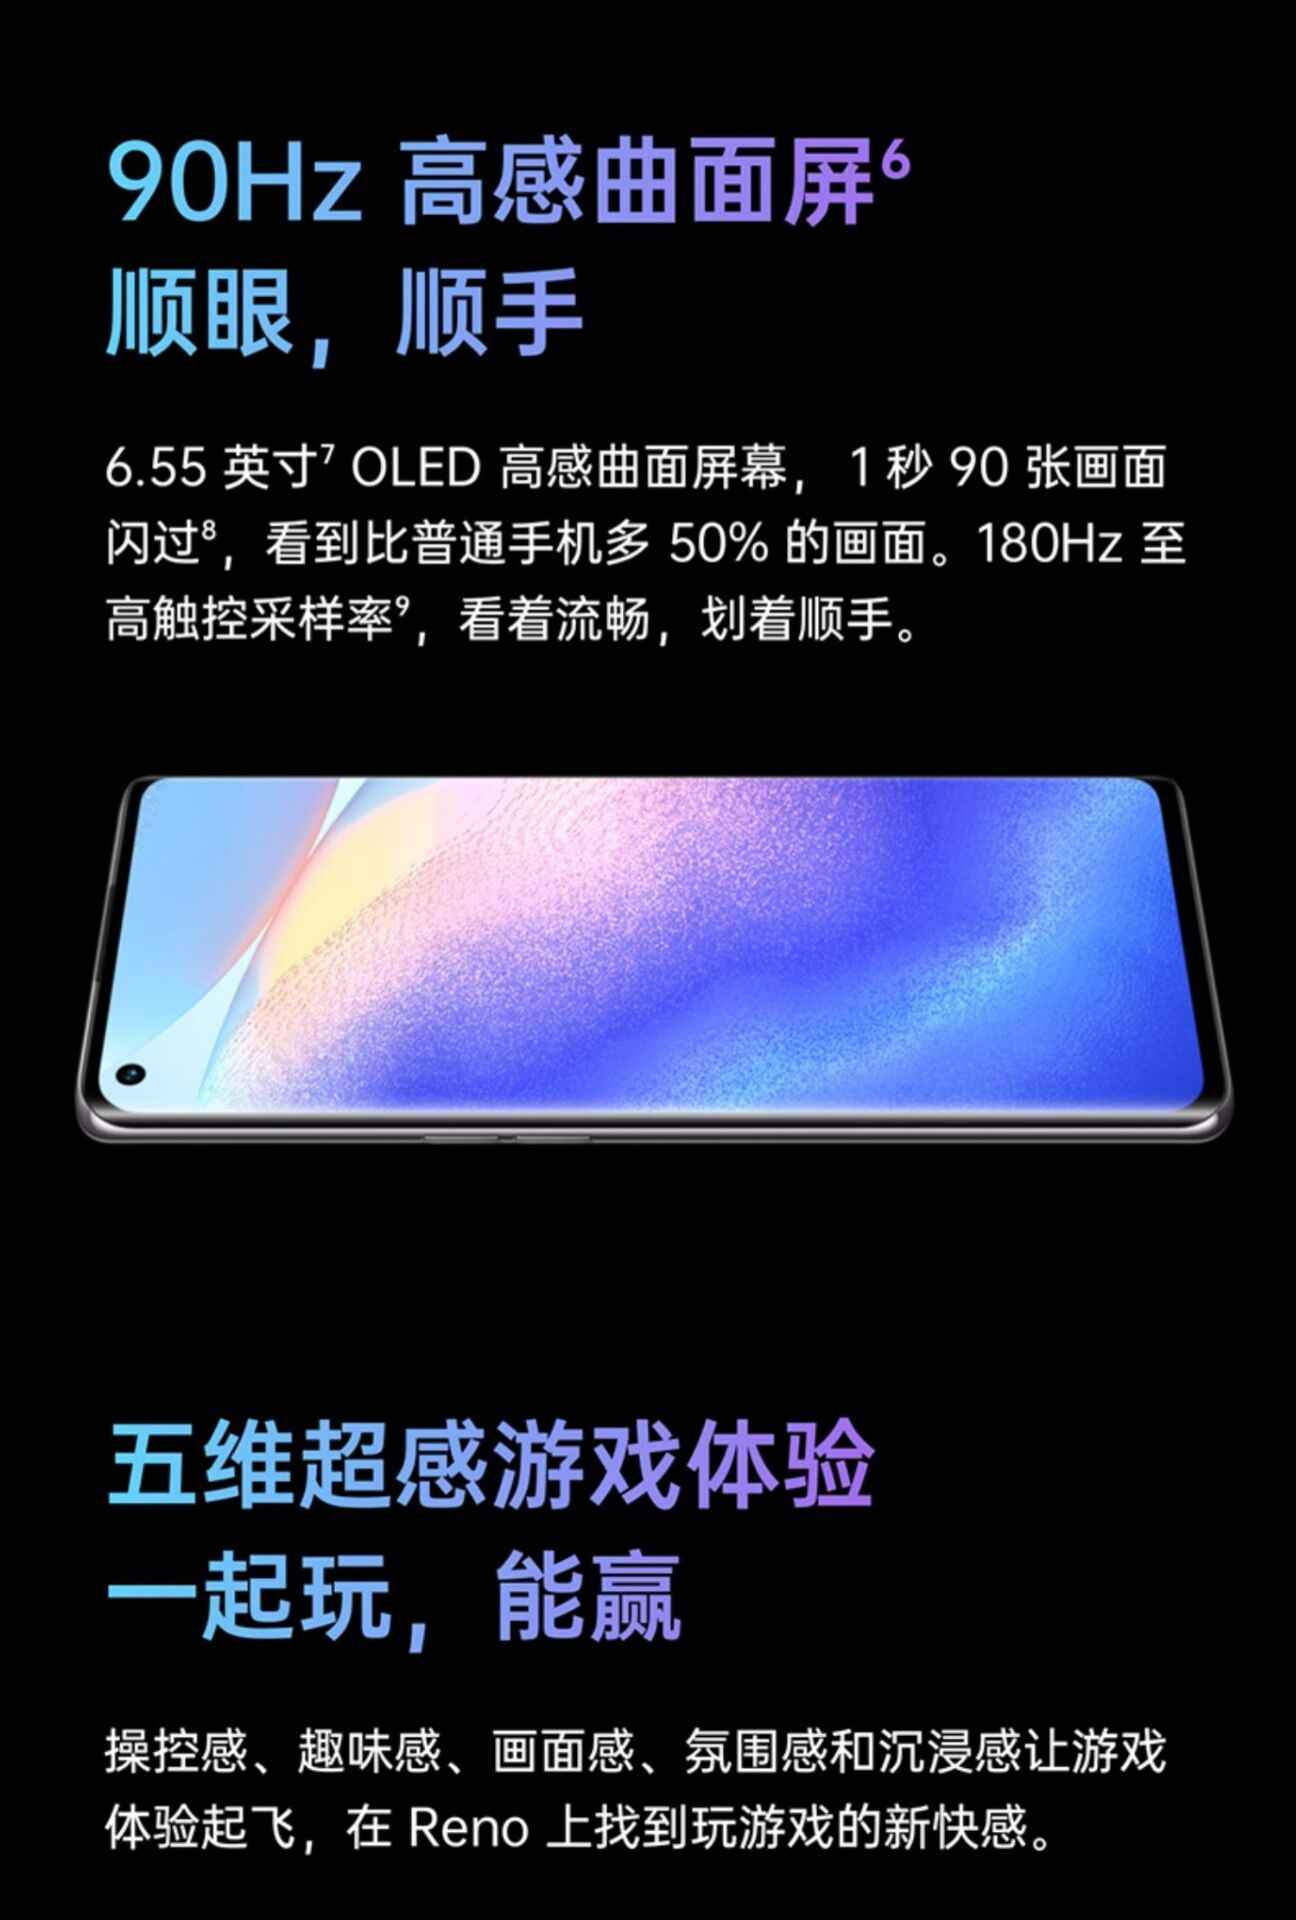 90Hz 高感曲面屏⁶
顺眼，顺手
6.55 英寸⁷ OLED 高感曲面屏幕，1 秒 90 张画面
闪过⁸，看到比普通手机多 50% 的画面。180Hz 至
高触控采样率⁹，看着流畅，划着顺手。
五维超感游戏体验
一起玩，能赢
操控感、趣味感、画面感、氛围感和沉浸感让游戏
体验起飞，在 Reno 上找到玩游戏的新快感。